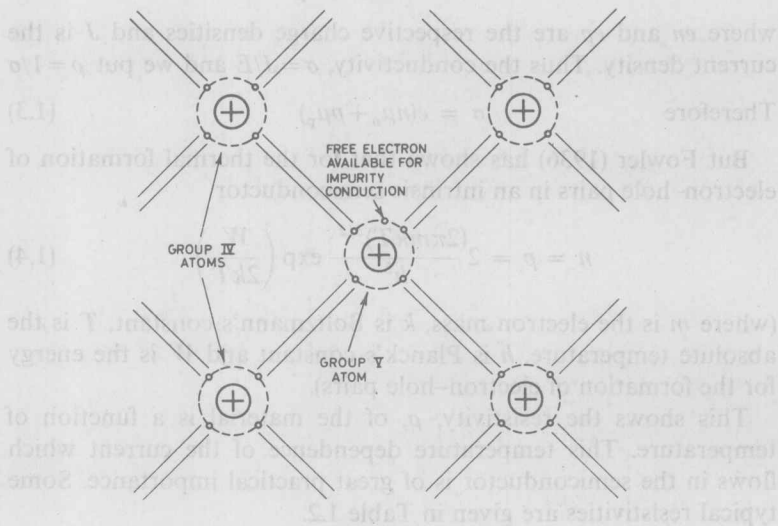 where en and ep are the respective charge densities and J is the
current density. Thus the conductivity, σ = J/E and we put ρ = 1/σ
Therefore
(1.3)
But Fowler (1936) has shown that for the thermal formation of
electron-hole pairs in an intrinsic semiconductor
FREE ELECTRON
AVAILABLE FOR
IMPURITY
CONDUCTION
GROUP IV
ATOMS
n = p = 2
exp
(1.4)
GROUP V
ATOM
(where m is the electron mass, k is Boltzmann's constant, T is the
absolute temperature, h is Planck's constant and W is the energy
for the formation of electron-hole pairs).
This shows the resistivity, ρ, of the material is a function of
temperature. This temperature dependence of the current which
flows in the semiconductor is of great practical importance. Some
typical resistivities are given in Table 1.2.